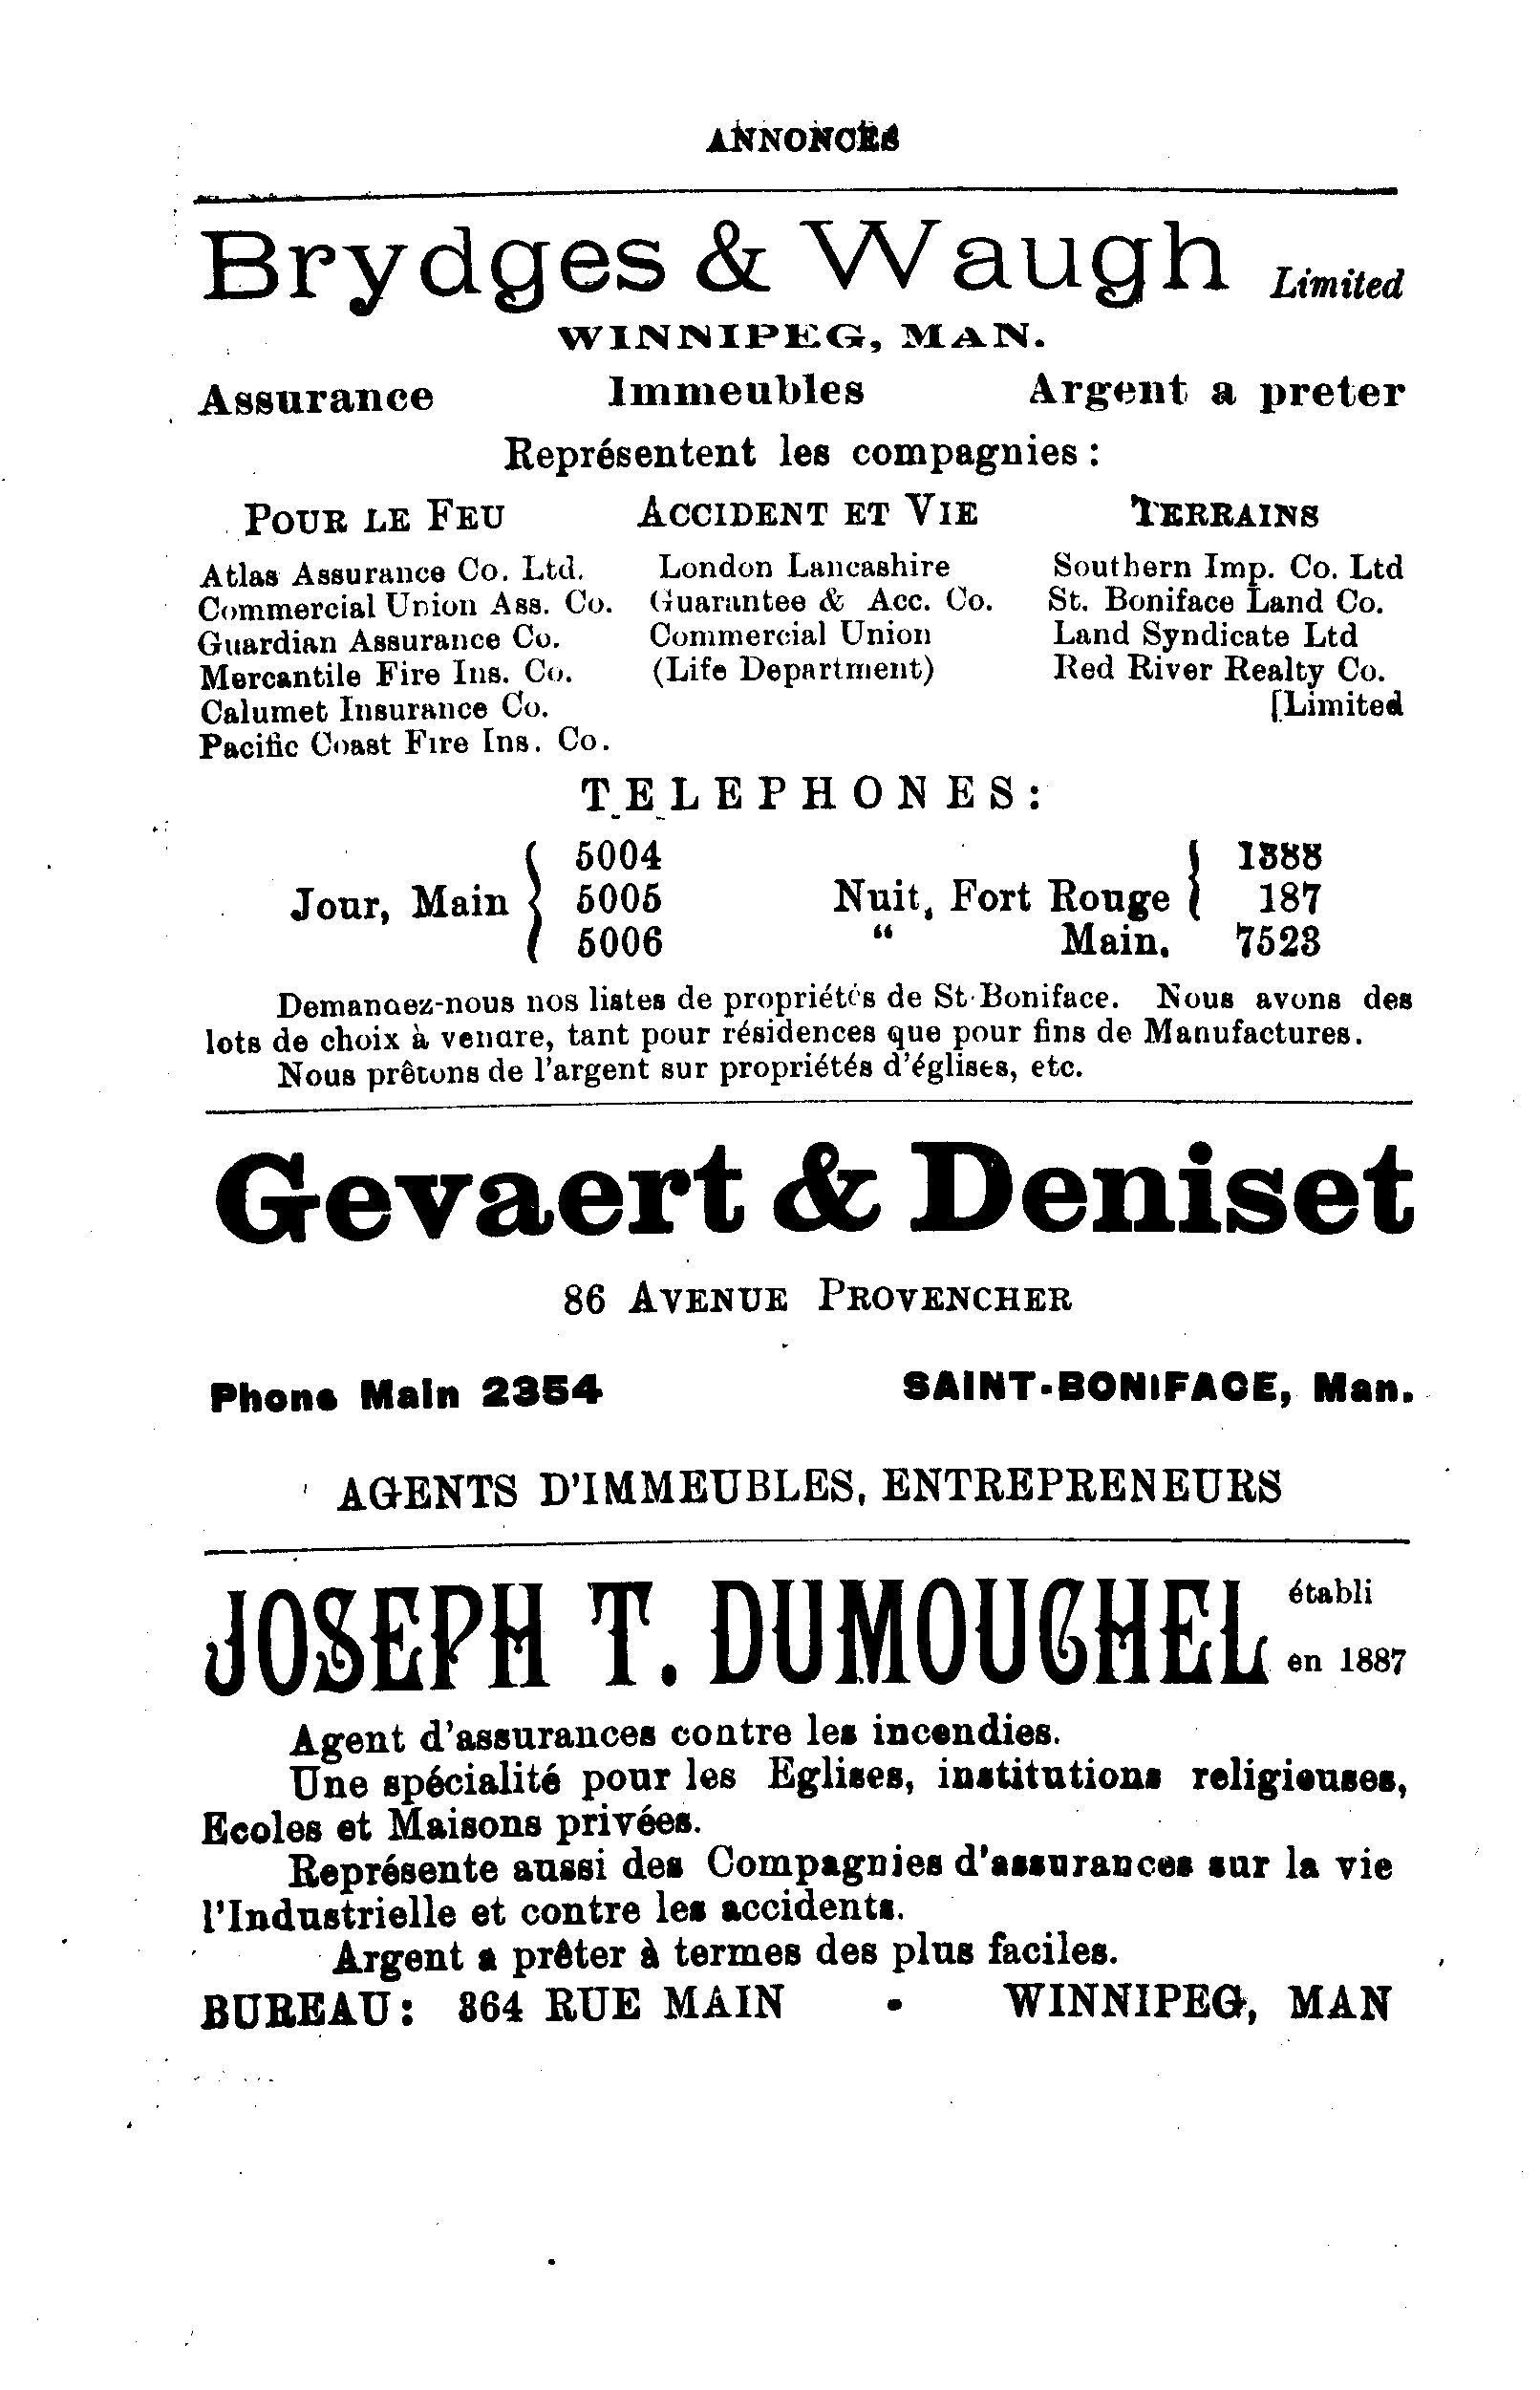 ANNONCES
Brydges & Waugh Limited
WINNIPEG, MAN.
Assurance Immeubles Argent a preter
Représentent les compagnies :
POUR LE FEU ACCIDENT ET VIE TERRAINS
Atlas Assurance Co. Ltd. London Lancashire Southern Imp. Co. Ltd
Commercial Union Ass. Co. Guarantee & Acc. Co. St. Boniface Land Co.
Guardian Assurance Co. Commercial Union Land Syndicate Ltd
Mercantile Fire Ins. Co. (Life Department) Red River Realty Co.
Calumet Insurance Co. [Limited
Pacific Coast Fire Ins. Co.
TELEPHONES:
5004 1388
Jour, Main 5005 Nuit, Fort Rouge 187
5006 “ Main. 7523
Demandez-nous nos listes de propriétés de St-Boniface. Nous avons des
lots de choix à vendre, tant pour résidences que pour fins de Manufactures.
Nous prêtons de l'argent sur propriétés d'églises, etc.
Gevaert & Deniset
86 AVENUE PROVENCHER
Phone Main 2354 SAINT-BONIFACE, Man.
AGENTS D'IMMEUBLES, ENTREPRENEURS
JOSEPH T. DUMOUCHEL établi
en 1887
Agent d'assurances contre les incendies.
Une spécialité pour les Eglises, institutions religieuses,
Ecoles et Maisons privées.
Représente aussi des Compagnies d'assurances sur la vie
l'Industrielle et contre les accidents.
Argent a prêter à termes des plus faciles.
BUREAU: 364 RUE MAIN - WINNIPEG, MAN